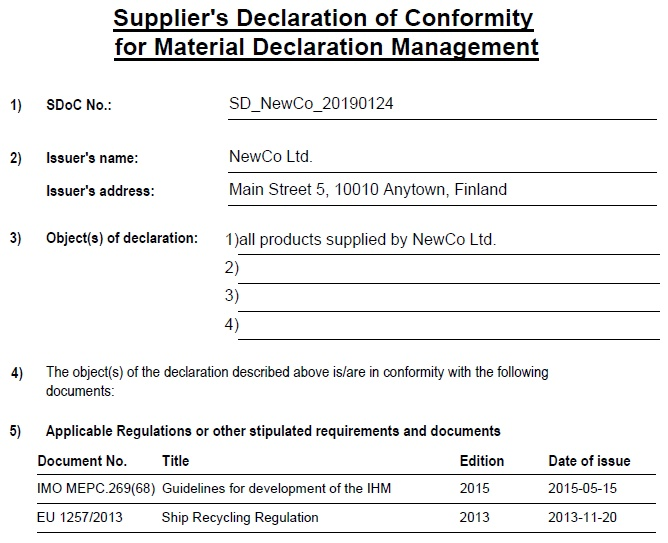 Supplier's Declaration of Conformity
for Material Declaration Management
1) SDoC No.: SD_NewCo_20190124
2) Issuer's name: NewCo Ltd.
Issuer's address: Main Street 5, 10010 Anytown, Finland
3) Object(s) of declaration: 1)all products supplied by NewCo Ltd.
2)
3)
4)
4) The object(s) of the declaration described above is/are in conformity with the following
documents:
5) Applicable Regulations or other stipulated requirements and documents
Document No. Title Edition Date of issue
IMO MEPC.269(68) Guidelines for development of the IHM 2015 2015-05-15
EU 1257/2013 Ship Recycling Regulation 2013 2013-11-20